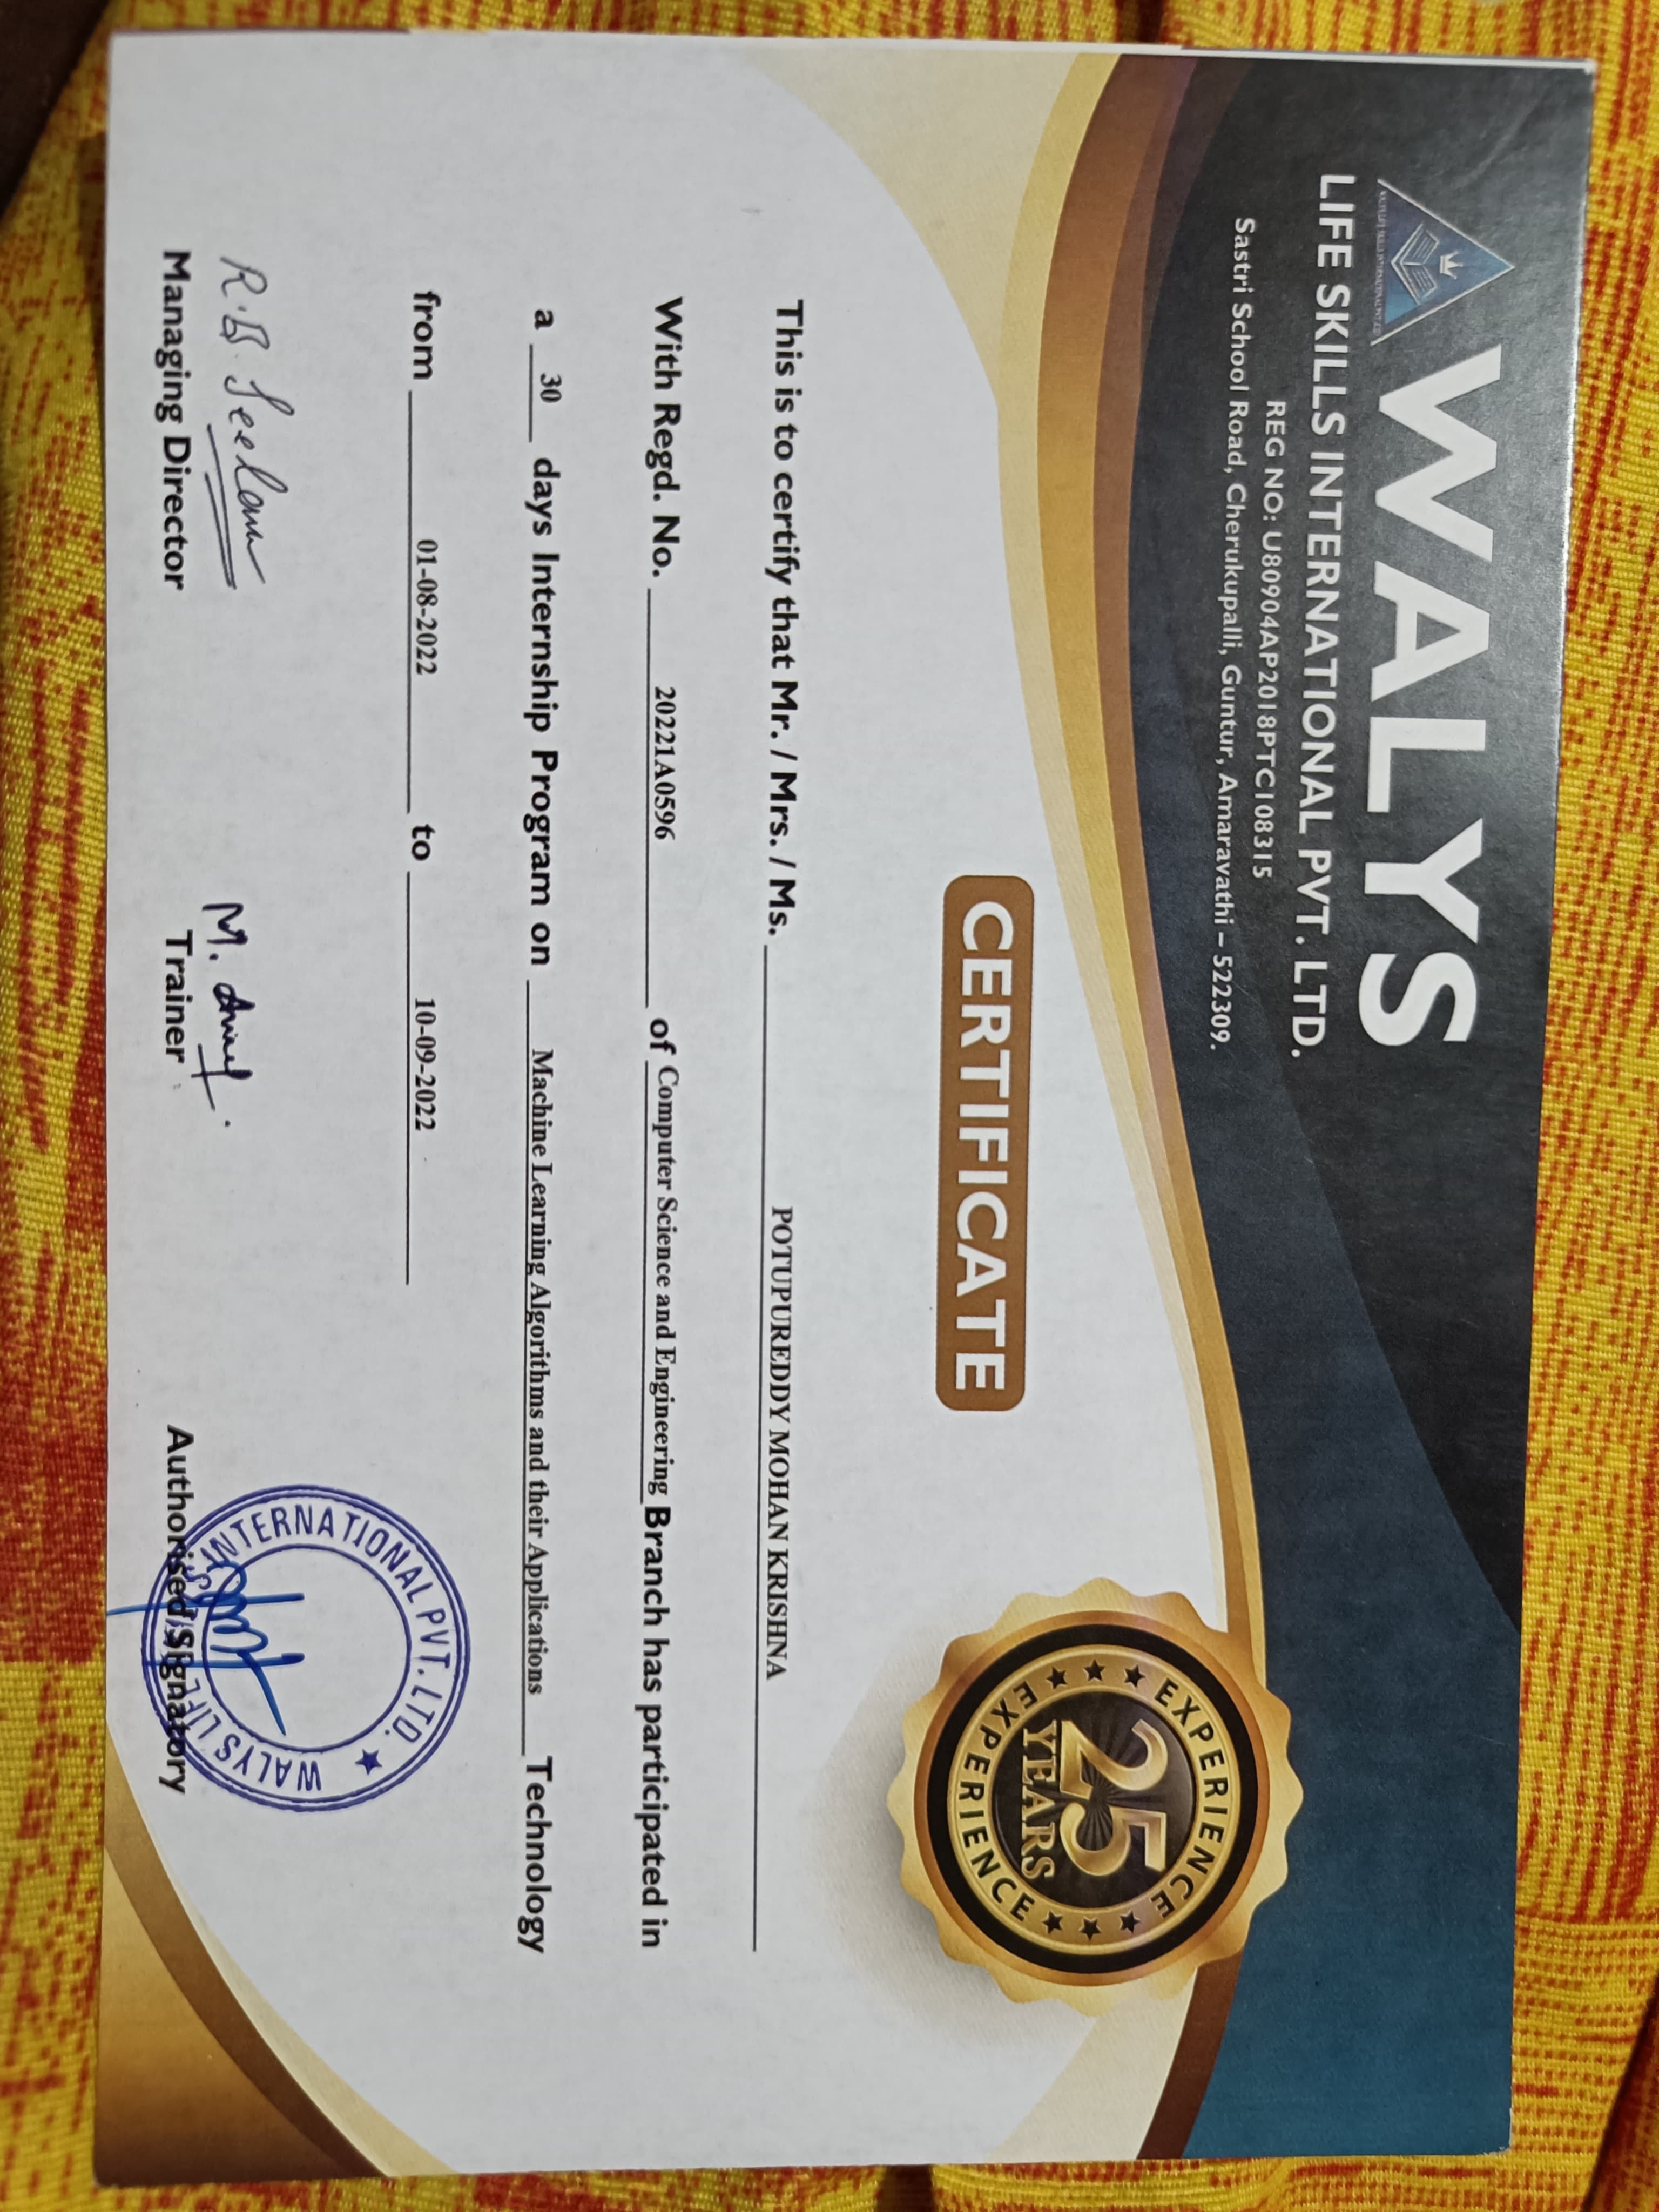 WALYS
LIFE SKILLS INTERNATIONAL PVT. LTD.
REG NO: U80904AP2018PTC108315
Sastri School Road, Cherukupalli, Guntur, Amaravathi – 522309.
CERTIFICATE
EXPERIENCE
25
YEARS
EXPERIENCE
This is to certify that Mr. / Mrs. / Ms. POTUPUREDDY MOHAN KRISHNA
With Regd. No. 20221A0596 of Computer Science and Engineering Branch has participated in
a 30 days Internship Program on Machine Learning Algorithms and their Applications Technology
from 01-08-2022 to 10-09-2022
Managing Director
Trainer
Authorised Signatory
INTERNATIONAL PVT. LTD.
WALYS LIFE